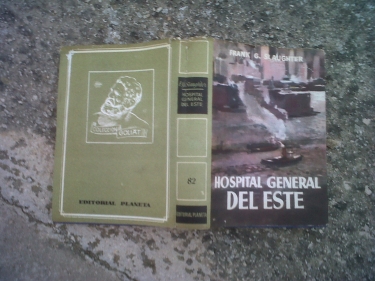 EDITORIAL PLANETA
HOSPITAL
GENERAL
DEL ESTE
82
EDITORIAL PLANETA
FRANK G. SLAUGHTER
HOSPITAL GENERAL
DEL ESTE